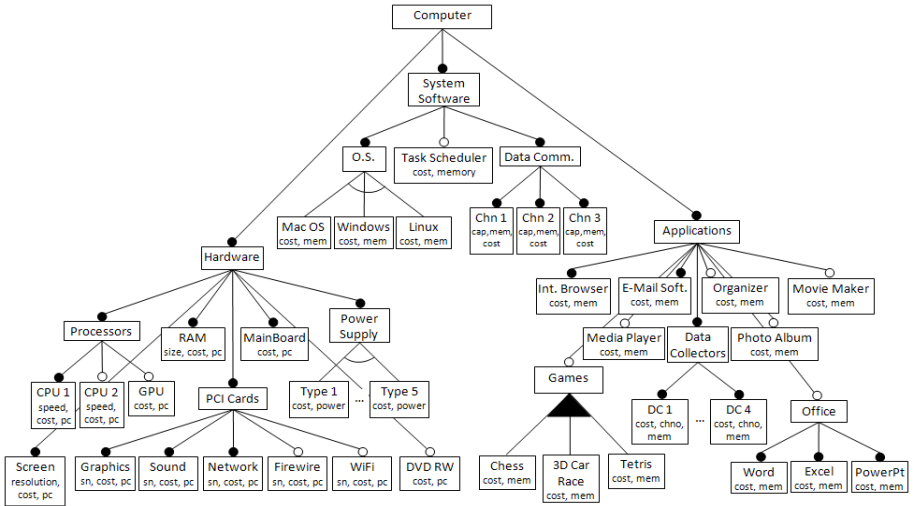 Computer
System
Software
O.S.
Task Scheduler
cost, memory
Data Comm.
Mac OS
cost, mem
Windows
cost, mem
Linux
cost, mem
Chn 1
cap,mem,
cost
Chn 2
cap,mem,
cost
Chn 3
cap,mem,
cost
Hardware
Applications
Int. Browser
cost, mem
E-Mail Soft.
cost, mem
Organizer
cost, mem
Movie Maker
cost, mem
Processors
RAM
size, cost, pc
MainBoard
cost, pc
Power
Supply
Media Player
cost, mem
Data
Collectors
Photo Album
cost, mem
CPU 1
speed,
cost, pc
CPU 2
speed,
cost, pc
GPU
cost, pc
PCI Cards
Type 1
cost, power
...
Type 5
cost, power
Games
DC 1
cost, chno,
mem
...
DC 4
cost, chno,
mem
Office
Screen
resolution,
cost, pc
Graphics
sn, cost, pc
Sound
sn, cost, pc
Network
sn, cost, pc
Firewire
sn, cost, pc
WiFi
sn, cost, pc
DVD RW
cost, pc
Chess
cost, mem
3D Car
Race
cost, mem
Tetris
cost, mem
Word
cost, mem
Excel
cost, mem
PowerPt
cost, mem